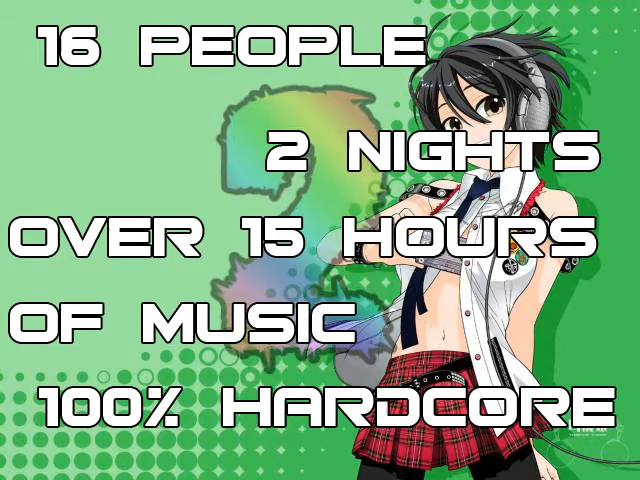 16 PEOPLE
2 NIGHTS
OVER 15 HOURS
OF MUSIC
100% HARDCORE